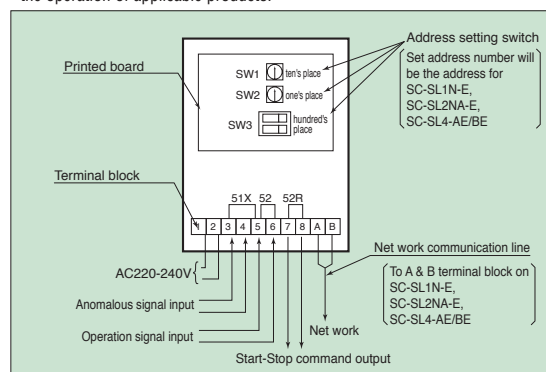 the operation of applicable products.
Address setting switch
Set address number will
be the address for
SC-SL1N-E,
SC-SL2NA-E,
SC-SL4-AE/BE
Printed board
SW1 ten's place
SW2 one's place
SW3 hundred's
place
Terminal block
51X 52 52R
1 2 3 4 5 6 7 8 A B
Net work communication line
To A & B terminal block on
SC-SL1N-E,
SC-SL2NA-E,
SC-SL4-AE/BE
AC220-240V
Anomalous signal input
Operation signal input
Net work
Start-Stop command output